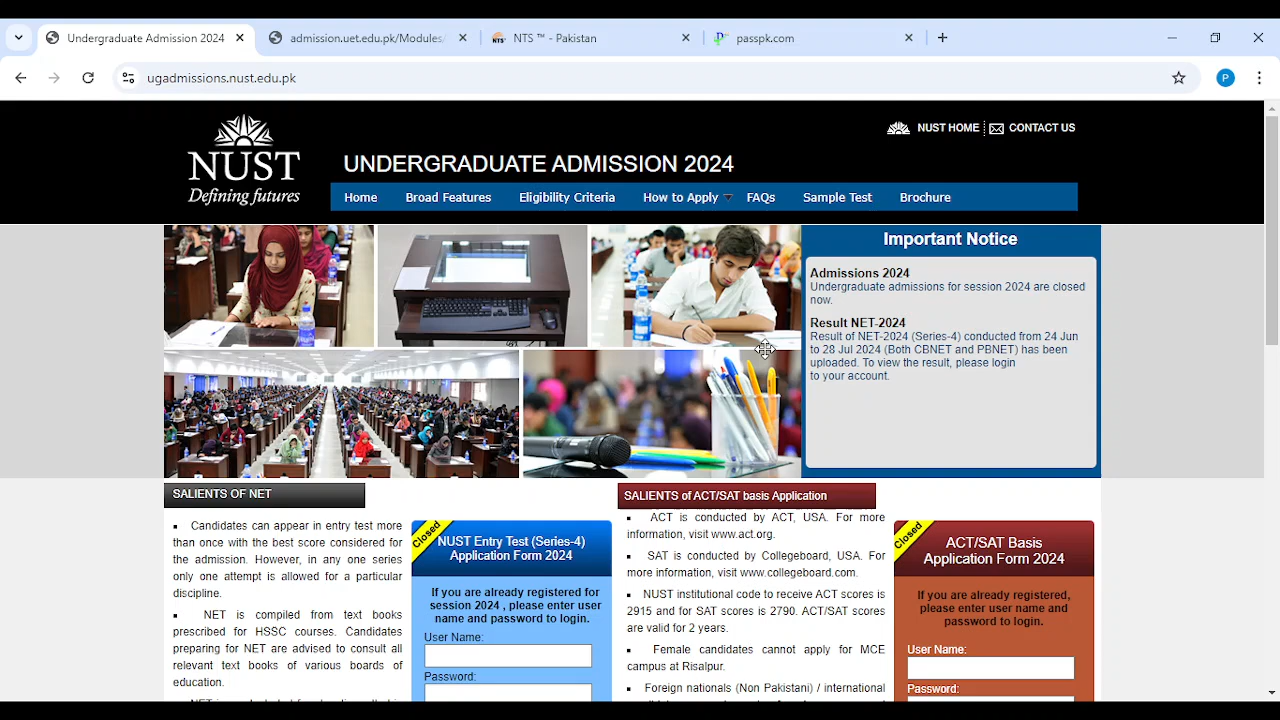 Undergraduate Admission 2024
admission.uet.edu.pk/Modules/
NTS ™ - Pakistan
passpk.com
ugadmissions.nust.edu.pk
P
NUST
Defining futures
NUST HOME
CONTACT US
UNDERGRADUATE ADMISSION 2024
Home
Broad Features
Eligibility Criteria
How to Apply
FAQs
Sample Test
Brochure
Important Notice
Admissions 2024
Undergraduate admissions for session 2024 are closed
now.
Result NET-2024
Result of NET-2024 (Series-4) conducted from 24 Jun
to 28 Jul 2024 (Both CBNET and PBNET) has been
uploaded. To view the result, please login
to your account.
SALIENTS OF NET
Candidates can appear in entry test more
than once with the best score considered for
the admission. However, in any one series
only one attempt is allowed for a particular
discipline.
NET is compiled from text books
prescribed for HSSC courses. Candidates
preparing for NET are advised to consult all
relevant text books of various boards of
education.
Closed
NUST Entry Test (Series-4)
Application Form 2024
If you are already registered for
session 2024 , please enter user
name and password to login.
User Name:
Password:
SALIENTS of ACT/SAT basis Application
ACT is conducted by ACT, USA. For more
information, visit www.act.org.
SAT is conducted by Collegeboard, USA. For
more information, visit www.collegeboard.com.
NUST institutional code to receive ACT scores is
2915 and for SAT scores is 2790. ACT/SAT scores
are valid for 2 years.
Female candidates cannot apply for MCE
campus at Risalpur.
Foreign nationals (Non Pakistani) / international
Closed
ACT/SAT Basis
Application Form 2024
If you are already registered,
please enter user name and
password to login.
User Name:
Password: